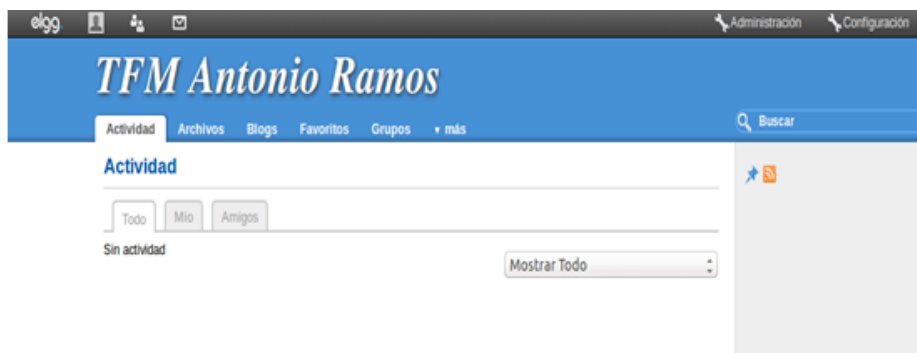 elgg. Administración Configuración
TFM Antonio Ramos
Actividad Archivos Blogs Favoritos Grupos ▾ más Buscar
Actividad
Todo Mio Amigos
Sin actividad
Mostrar Todo